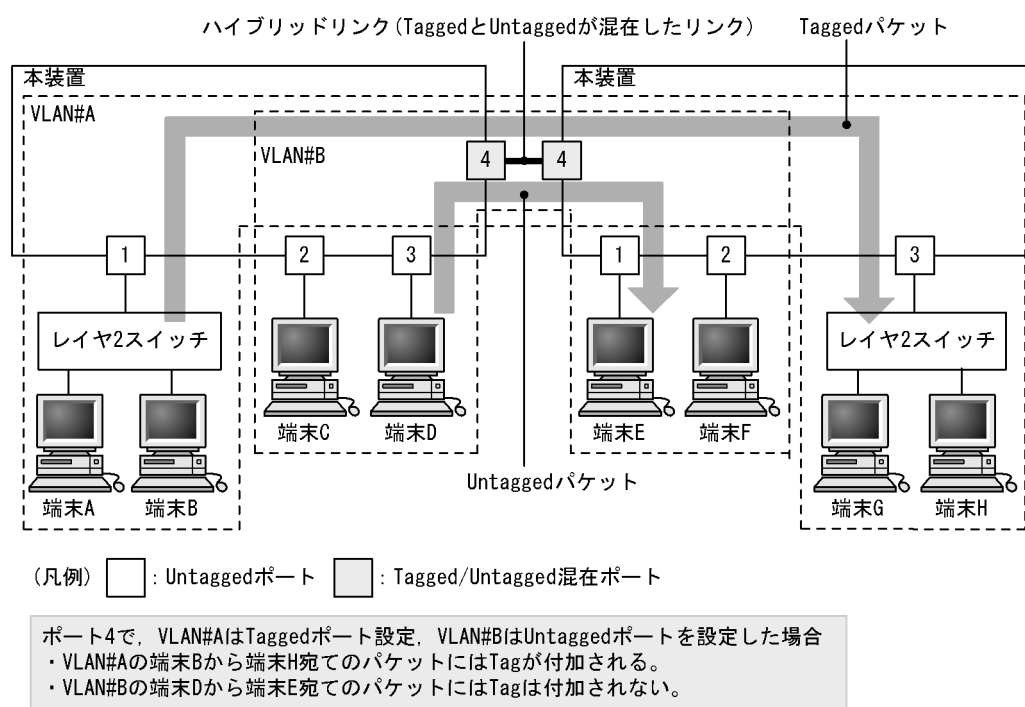 ハイブリッドリンク(TaggedとUntaggedが混在したリンク) Taggedパケット
本装置 本装置
VLAN#A
VLAN#B
4 4
1 2 3 1 2 3
レイヤ2スイッチ レイヤ2スイッチ
端末C 端末D 端末E 端末F
Untaggedパケット
端末A 端末B 端末G 端末H
(凡例) : Untaggedポート : Tagged/Untagged混在ポート
ポート4で，VLAN#AはTaggedポート設定，VLAN#BはUntaggedポートを設定した場合
・VLAN#Aの端末Bから端末H宛てのパケットにはTagが付加される。
・VLAN#Bの端末Dから端末E宛てのパケットにはTagは付加されない。